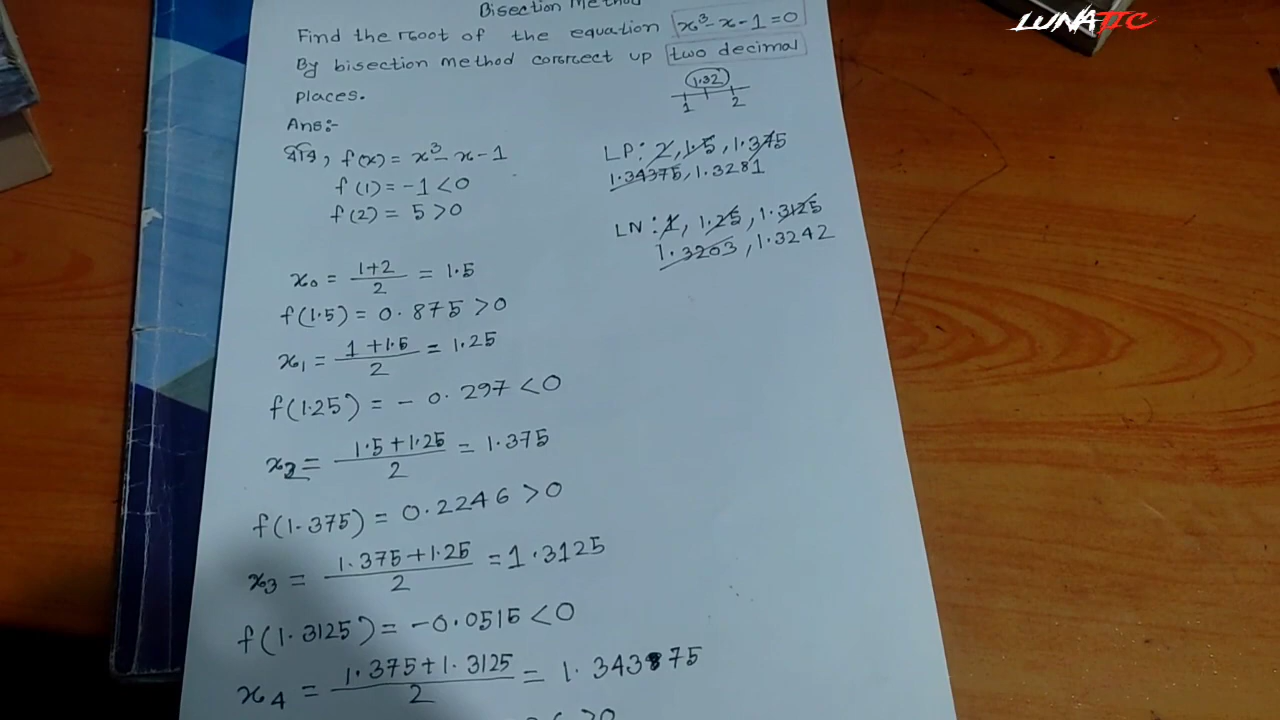 LUNATIC
Bisection Method
Find the root of the equation x³-x-1=0
By bisection method correct up two decimal
places.
1.32
1 2
Ans:-
ধরি, f(x) = x³-x-1
f(1) = -1 <0
f(2) = 5 >0
LP: 2, 1.5, 1.375
1.34375, 1.3281
LN: 1, 1.25, 1.3125
1.3203, 1.3242
x₀ = (1+2)/2 = 1.5
f(1.5) = 0.875 >0
x₁ = (1+1.5)/2 = 1.25
f(1.25) = -0.297 <0
x₂ = (1.5+1.25)/2 = 1.375
f(1.375) = 0.2246 >0
x₃ = (1.375+1.25)/2 = 1.3125
f(1.3125) = -0.0515 <0
x₄ = (1.375+1.3125)/2 = 1.34375